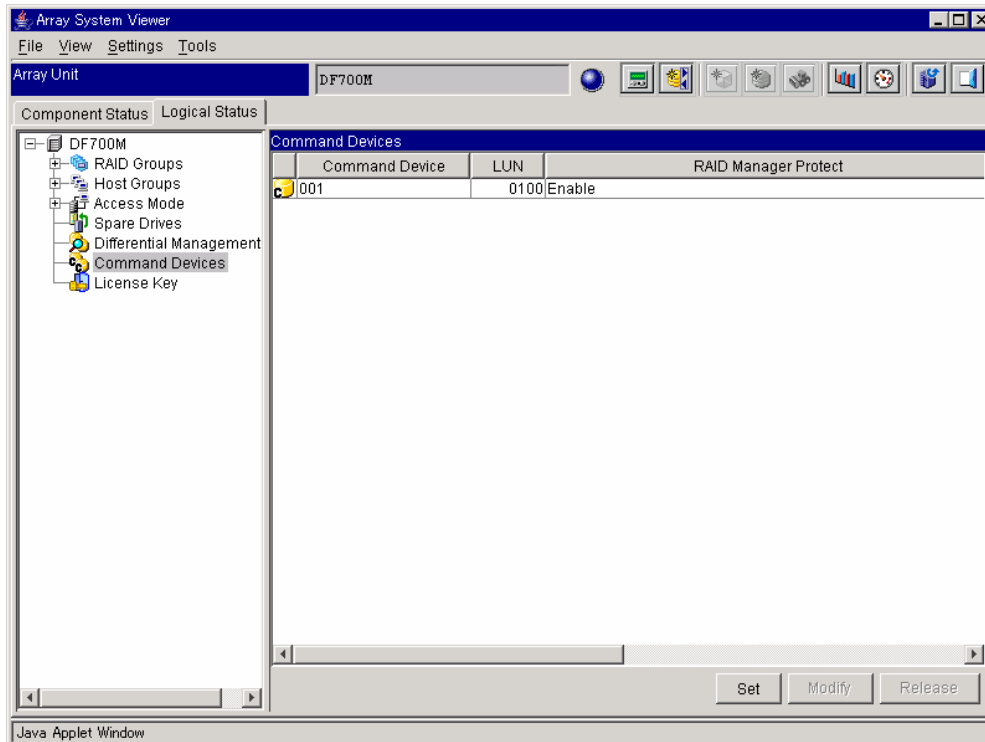 Array System Viewer
File View Settings Tools
Array Unit DF700M
Component Status Logical Status
DF700M
RAID Groups
Host Groups
Access Mode
Spare Drives
Differential Management
Command Devices
License Key
Command Devices
Command Device LUN RAID Manager Protect
001 0100 Enable
Set Modify Release
Java Applet Window